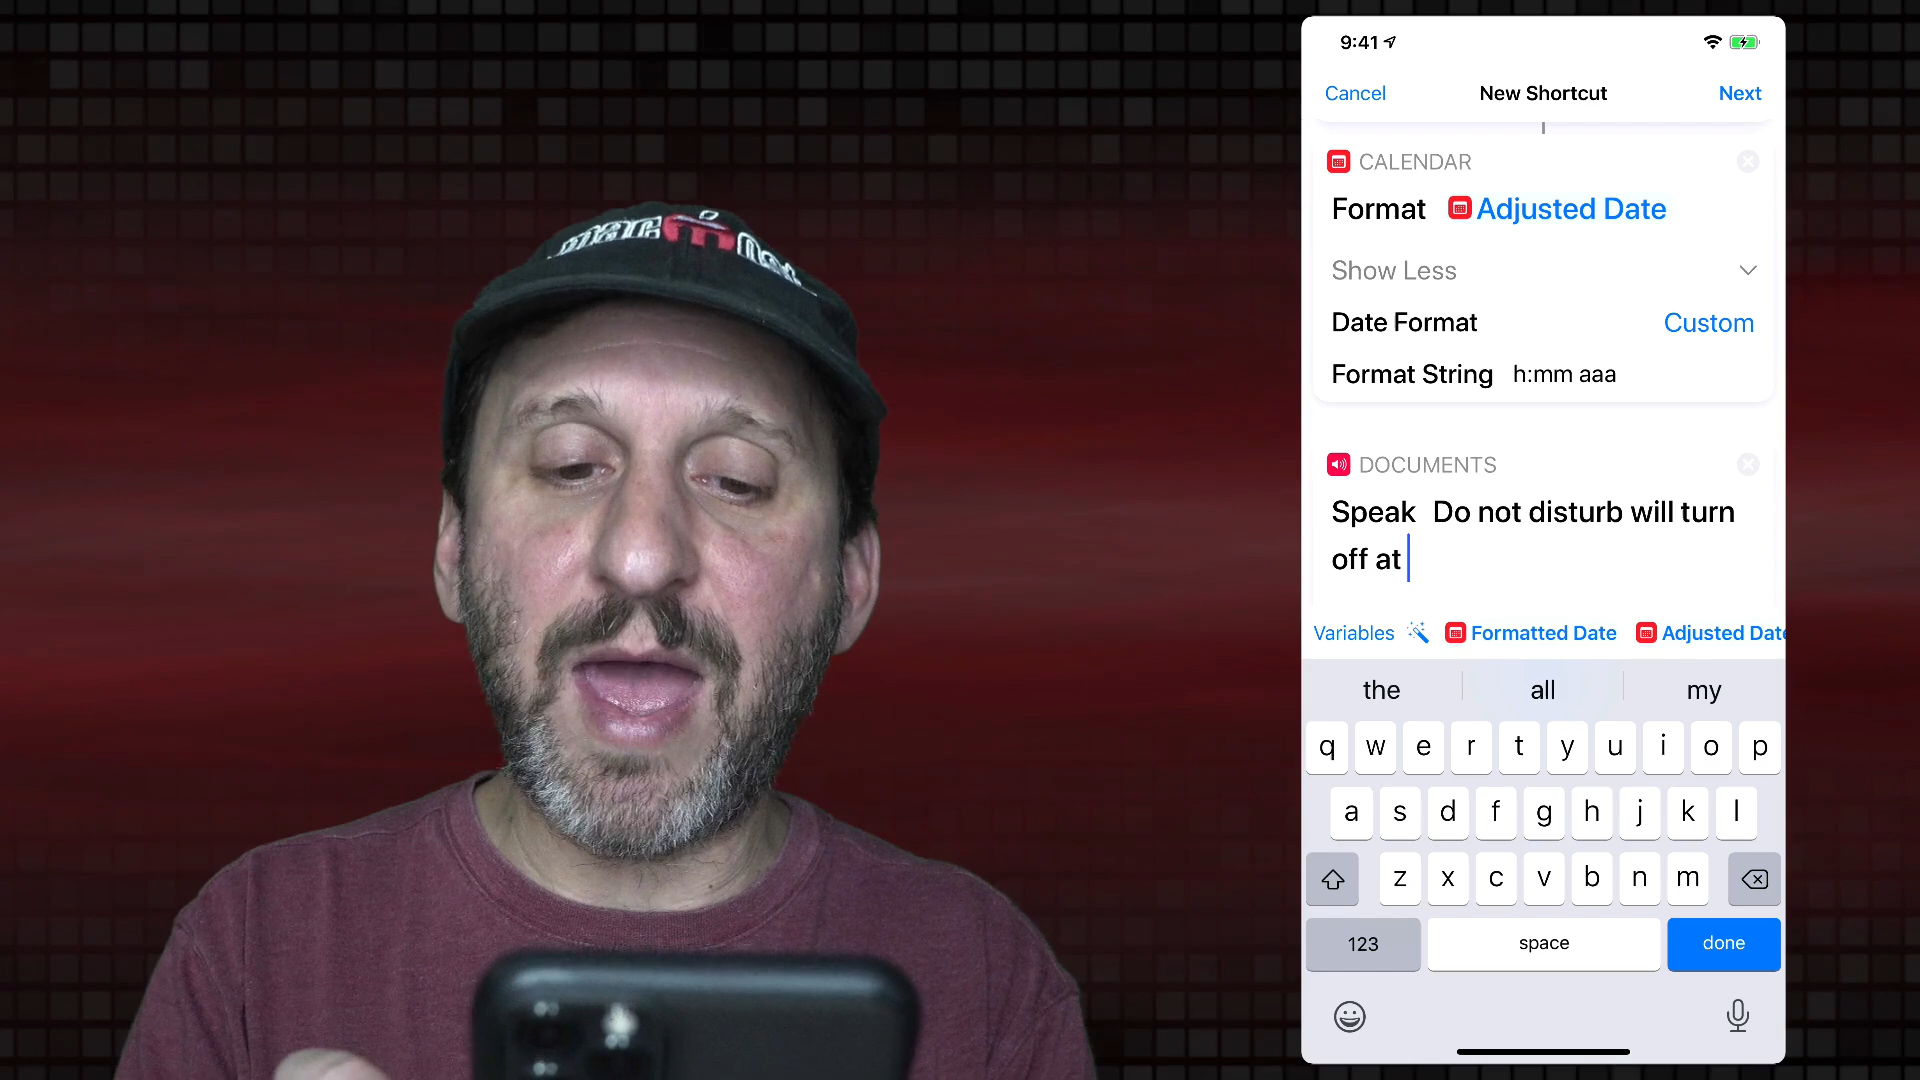 9:41
Cancel New Shortcut Next
CALENDAR
Format Adjusted Date
Show Less
Date Format Custom
Format String h:mm aaa
DOCUMENTS
Speak Do not disturb will turn
off at
Variables Formatted Date Adjusted Date
the all my
q w e r t y u i o p
a s d f g h j k l
z x c v b n m
123 space done